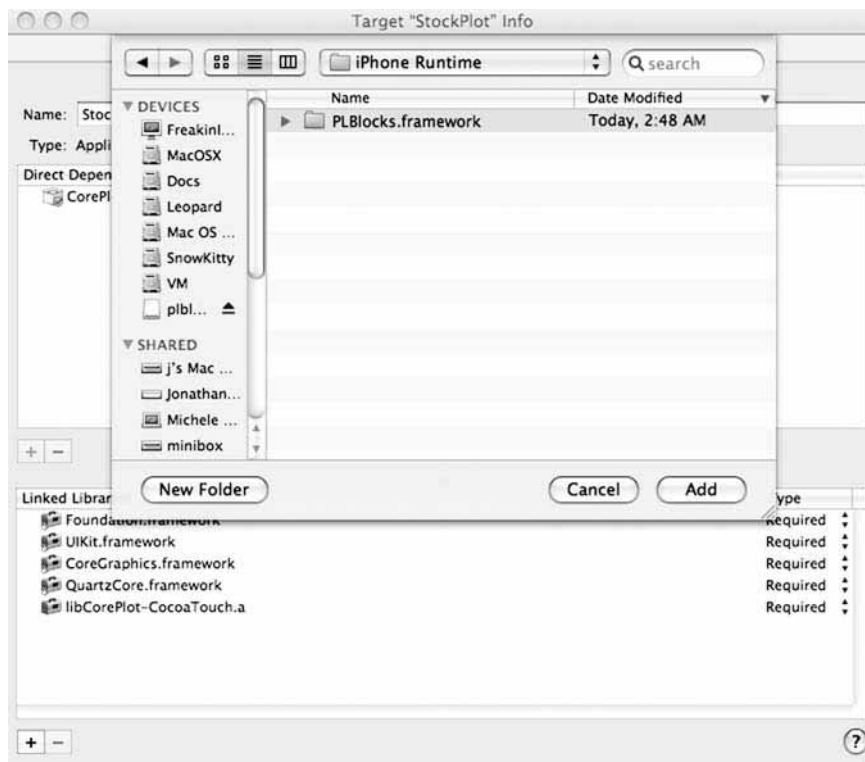 Target "StockPlot" Info
iPhone Runtime
search
Name: Stoc
Type: Appli
Direct Depen
CorePl
DEVICES
Freakinl...
MacOSX
Docs
Leopard
Mac OS ...
SnowKitty
VM
plbl...
SHARED
j's Mac ...
Jonathan...
Michele ...
minibox
Name Date Modified
PLBlocks.framework Today, 2:48 AM
New Folder Cancel Add
Linked Librar ype
Foundation.framework Required
UIKit.framework Required
CoreGraphics.framework Required
QuartzCore.framework Required
libCorePlot-CocoaTouch.a Required
+ −
?